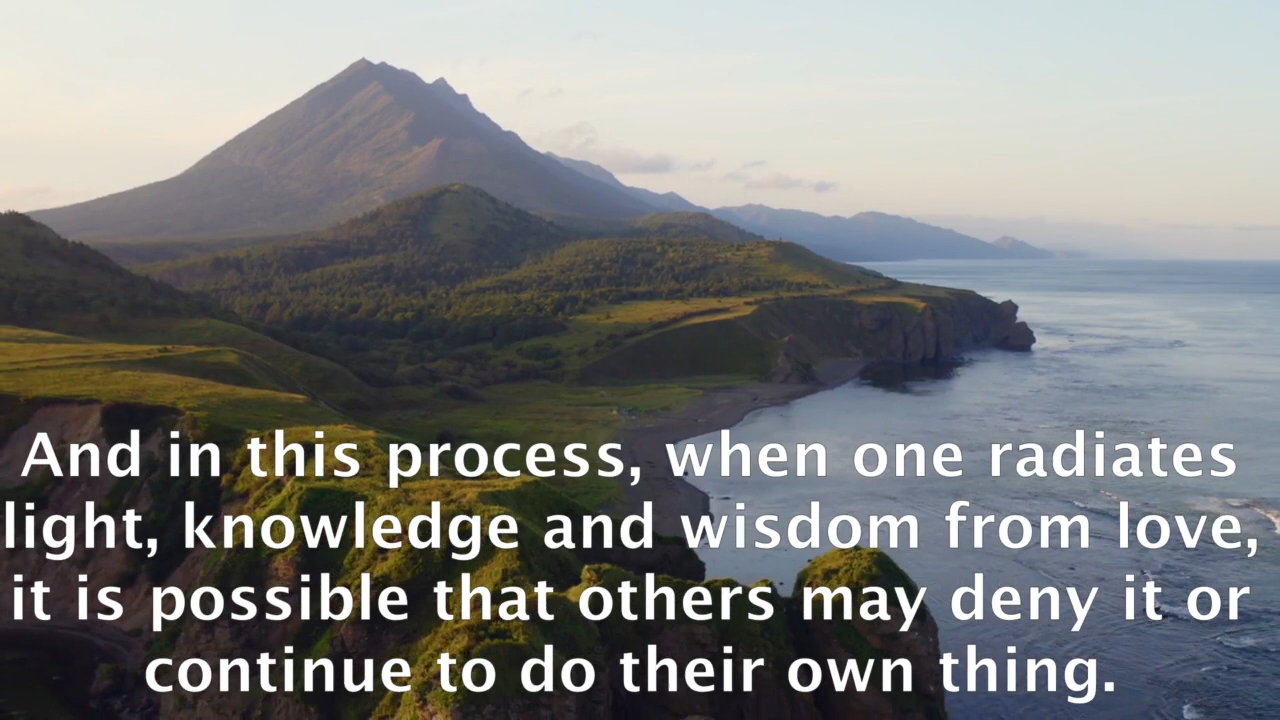 And in this process, when one radiates
light, knowledge and wisdom from love,
it is possible that others may deny it or
continue to do their own thing.